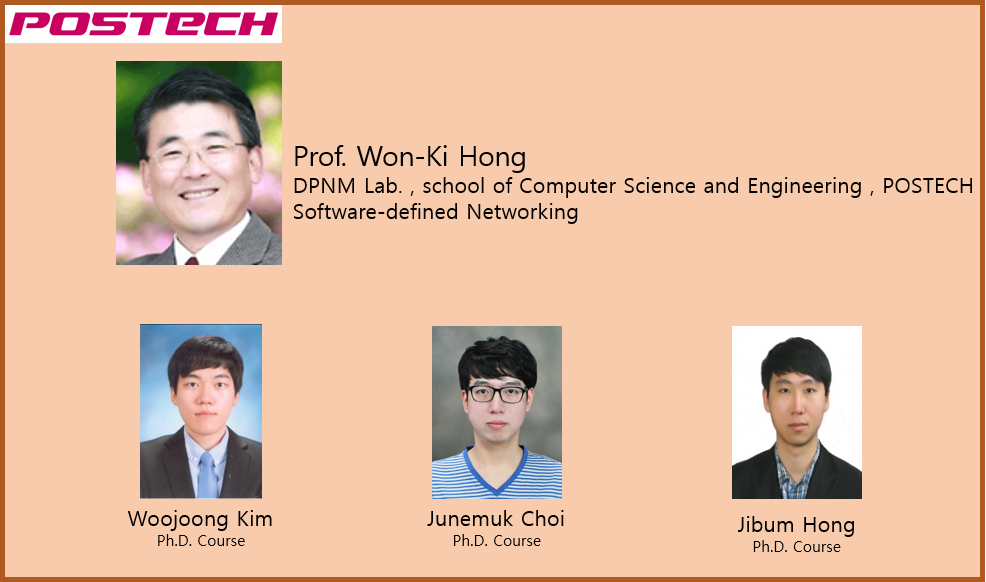 POSTECH
Prof. Won-Ki Hong
DPNM Lab. , school of Computer Science and Engineering , POSTECH
Software-defined Networking
Woojoong Kim
Ph.D. Course
Junemuk Choi
Ph.D. Course
Jibum Hong
Ph.D. Course